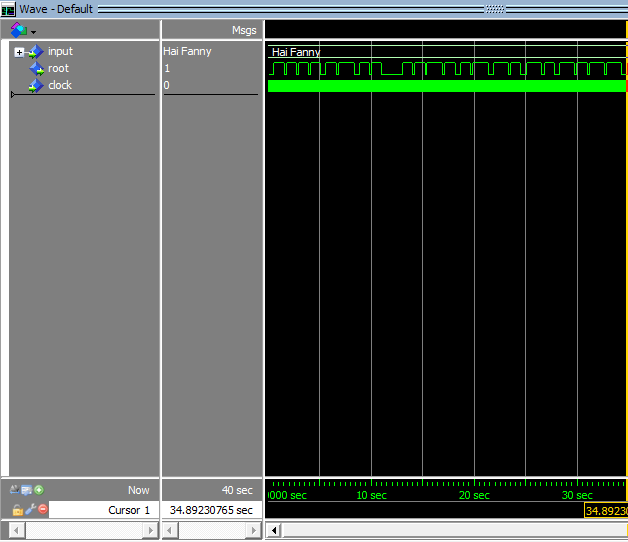 Wave - Default
Msgs
input
Hai Fanny
Hai Fanny
root
1
clock
0
Now
40 sec
0000 sec
10 sec
20 sec
30 sec
Cursor 1
34.89230765 sec
34.89230